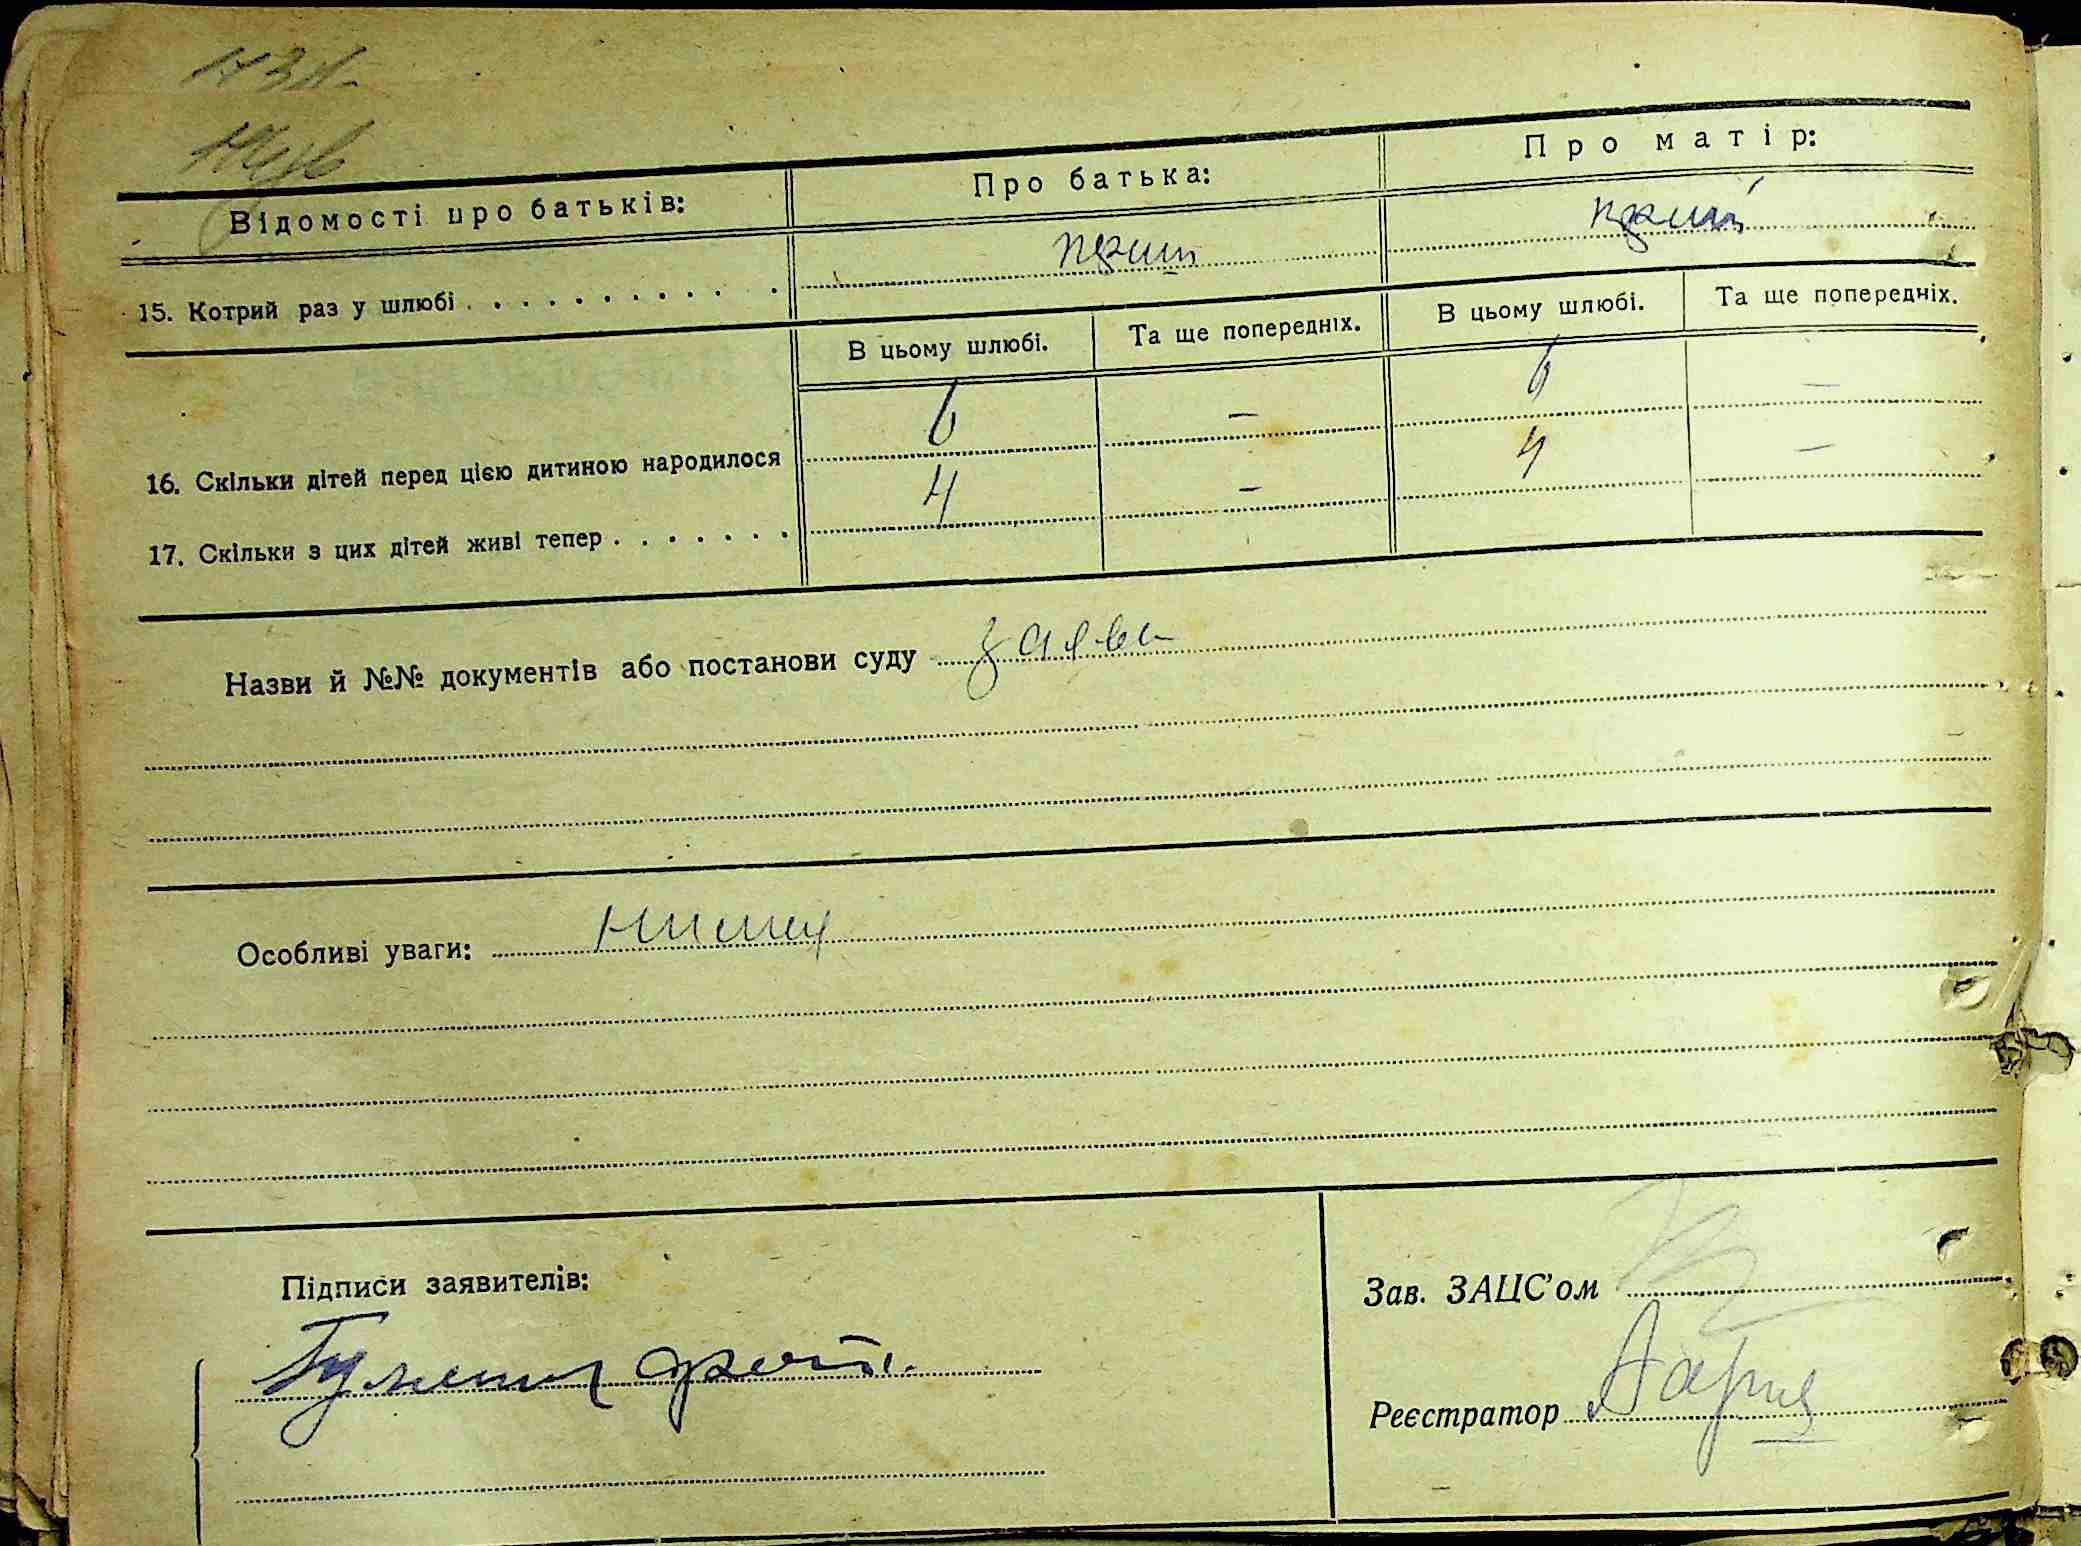 Відомості про батьків: Про батька: Про матір:
15. Котрий раз у шлюбі . . . . . . . . . . . перший перший
В цьому шлюбі. Та ще попередніх. В цьому шлюбі. Та ще попередніх.
16. Скільки дітей перед цією дитиною народилося 6 — 6 —
17. Скільки з цих дітей живі тепер . . . . . . . 4 — 4 —
Назви й №№ документів або постанови суду заява
Особливі уваги:
Підписи заявителів:
Зав. ЗАЦС'ом
Реєстратор